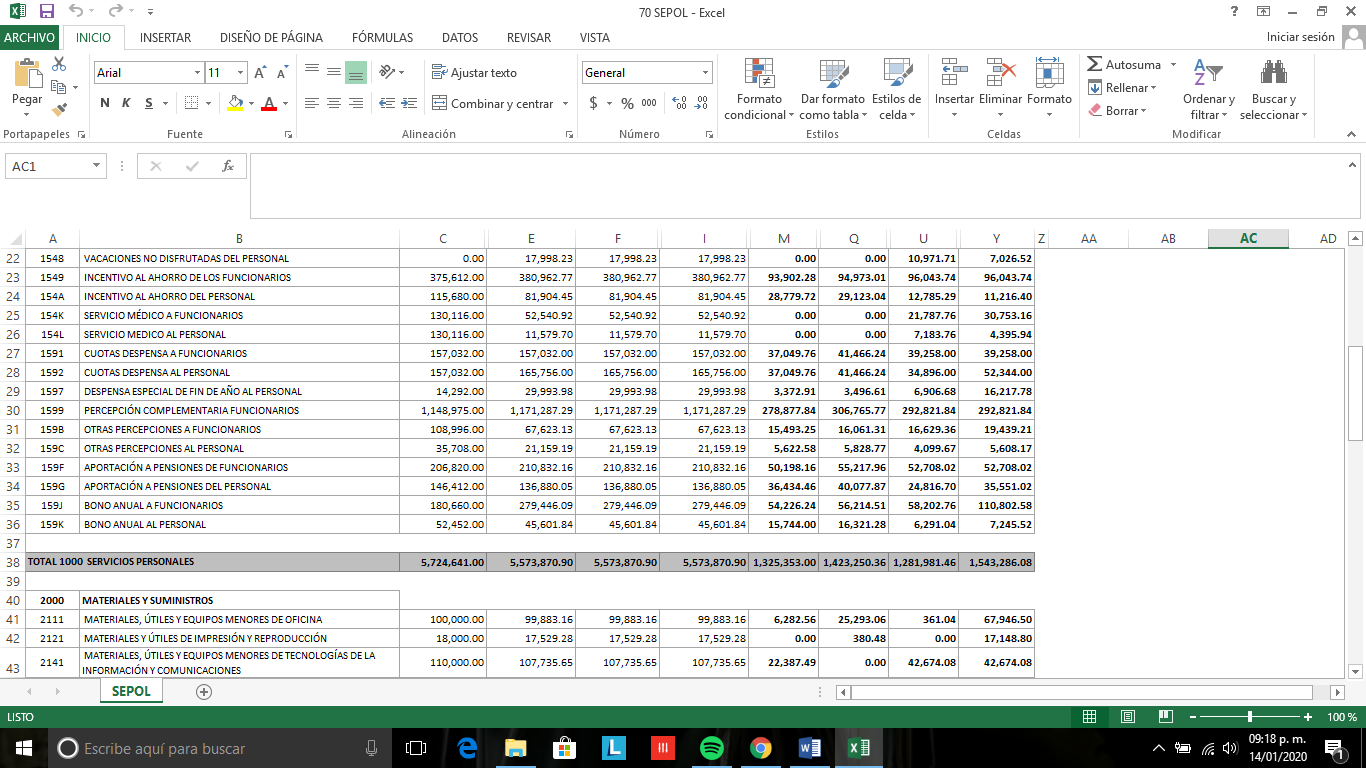 70 SEPOL - Excel
ARCHIVO INICIO INSERTAR DISEÑO DE PÁGINA FÓRMULAS DATOS REVISAR VISTA Iniciar sesión
Pegar
Portapapeles
Arial 11
N K S
Fuente
Ajustar texto
Combinar y centrar
Alineación
General
$ % 000
Número
Formato condicional
Dar formato como tabla
Estilos de celda
Estilos
Insertar Eliminar Formato
Celdas
Autosuma
Rellenar
Borrar
Ordenar y filtrar
Buscar y seleccionar
Modificar
AC1 fx
A B C E F I M Q U Y Z AA AB AC AD
22 1548 VACACIONES NO DISFRUTADAS DEL PERSONAL 0.00 17,998.23 17,998.23 17,998.23 0.00 0.00 10,971.71 7,026.52
23 1549 INCENTIVO AL AHORRO DE LOS FUNCIONARIOS 375,612.00 380,962.77 380,962.77 380,962.77 93,902.28 94,973.01 96,043.74 96,043.74
24 154A INCENTIVO AL AHORRO DEL PERSONAL 115,680.00 81,904.45 81,904.45 81,904.45 28,779.72 29,123.04 12,785.29 11,216.40
25 154K SERVICIO MÉDICO A FUNCIONARIOS 130,116.00 52,540.92 52,540.92 52,540.92 0.00 0.00 21,787.76 30,753.16
26 154L SERVICIO MEDICO AL PERSONAL 130,116.00 11,579.70 11,579.70 11,579.70 0.00 0.00 7,183.76 4,395.94
27 1591 CUOTAS DESPENSA A FUNCIONARIOS 157,032.00 157,032.00 157,032.00 157,032.00 37,049.76 41,466.24 39,258.00 39,258.00
28 1592 CUOTAS DESPENSA AL PERSONAL 157,032.00 165,756.00 165,756.00 165,756.00 37,049.76 41,466.24 34,896.00 52,344.00
29 1597 DESPENSA ESPECIAL DE FIN DE AÑO AL PERSONAL 14,292.00 29,993.98 29,993.98 29,993.98 3,372.91 3,496.61 6,906.68 16,217.78
30 1599 PERCEPCIÓN COMPLEMENTARIA FUNCIONARIOS 1,148,975.00 1,171,287.29 1,171,287.29 1,171,287.29 278,877.84 306,765.77 292,821.84 292,821.84
31 159B OTRAS PERCEPCIONES A FUNCIONARIOS 108,996.00 67,623.13 67,623.13 67,623.13 15,493.25 16,061.31 16,629.36 19,439.21
32 159C OTRAS PERCEPCIONES AL PERSONAL 35,708.00 21,159.19 21,159.19 21,159.19 5,622.58 5,828.77 4,099.67 5,608.17
33 159F APORTACIÓN A PENSIONES DE FUNCIONARIOS 206,820.00 210,832.16 210,832.16 210,832.16 50,198.16 55,217.96 52,708.02 52,708.02
34 159G APORTACIÓN A PENSIONES DEL PERSONAL 146,412.00 136,880.05 136,880.05 136,880.05 36,434.46 40,077.87 24,816.70 35,551.02
35 159J BONO ANUAL A FUNCIONARIOS 180,660.00 279,446.09 279,446.09 279,446.09 54,226.24 56,214.51 58,202.76 110,802.58
36 159K BONO ANUAL AL PERSONAL 52,452.00 45,601.84 45,601.84 45,601.84 15,744.00 16,321.28 6,291.04 7,245.52
37
38 TOTAL 1000 SERVICIOS PERSONALES 5,724,641.00 5,573,870.90 5,573,870.90 5,573,870.90 1,325,353.00 1,423,250.36 1,281,981.46 1,543,286.08
39
40 2000 MATERIALES Y SUMINISTROS
41 2111 MATERIALES, ÚTILES Y EQUIPOS MENORES DE OFICINA 100,000.00 99,883.16 99,883.16 99,883.16 6,282.56 25,293.06 361.04 67,946.50
42 2121 MATERIALES Y ÚTILES DE IMPRESIÓN Y REPRODUCCIÓN 18,000.00 17,529.28 17,529.28 17,529.28 0.00 380.48 0.00 17,148.80
43 2141 MATERIALES, ÚTILES Y EQUIPOS MENORES DE TECNOLOGÍAS DE LA
INFORMACIÓN Y COMUNICACIONES 110,000.00 107,735.65 107,735.65 107,735.65 22,387.49 0.00 42,674.08 42,674.08
SEPOL
LISTO 100 %
Escribe aquí para buscar
09:18 p. m.
14/01/2020